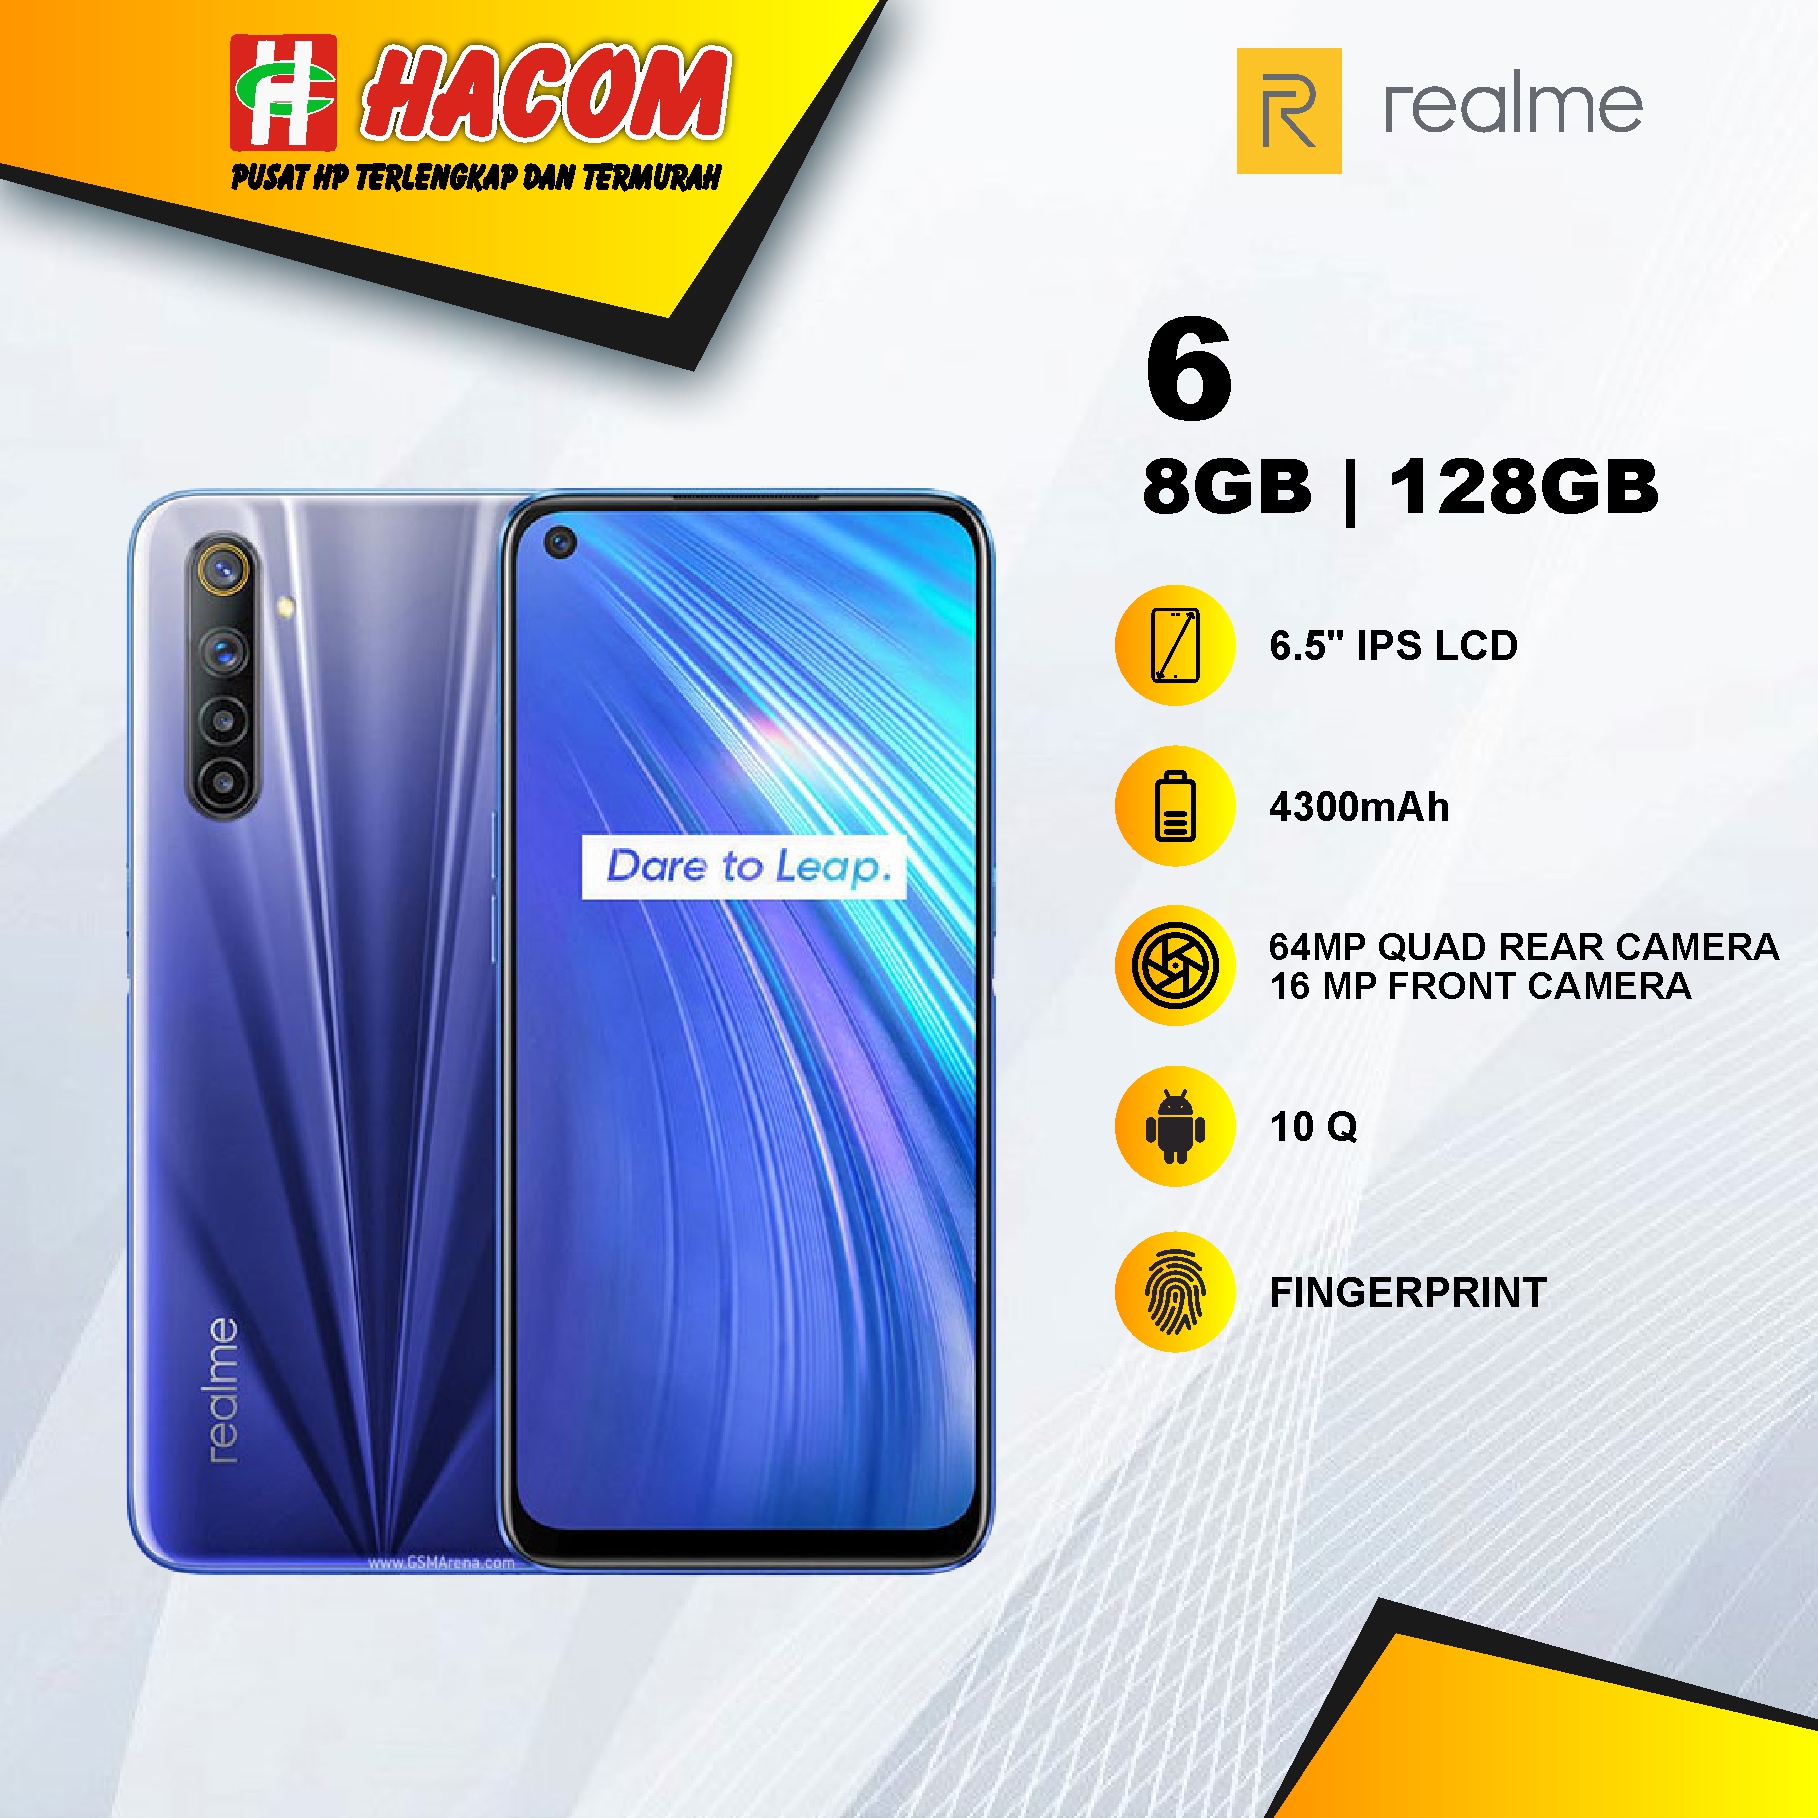 HACOM
PUSAT HP TERLENGKAP DAN TERMURAH
realme
6
8GB | 128GB
6.5" IPS LCD
4300mAh
64MP QUAD REAR CAMERA
16 MP FRONT CAMERA
10 Q
FINGERPRINT
Dare to Leap.
realme
www.GSMArena.com